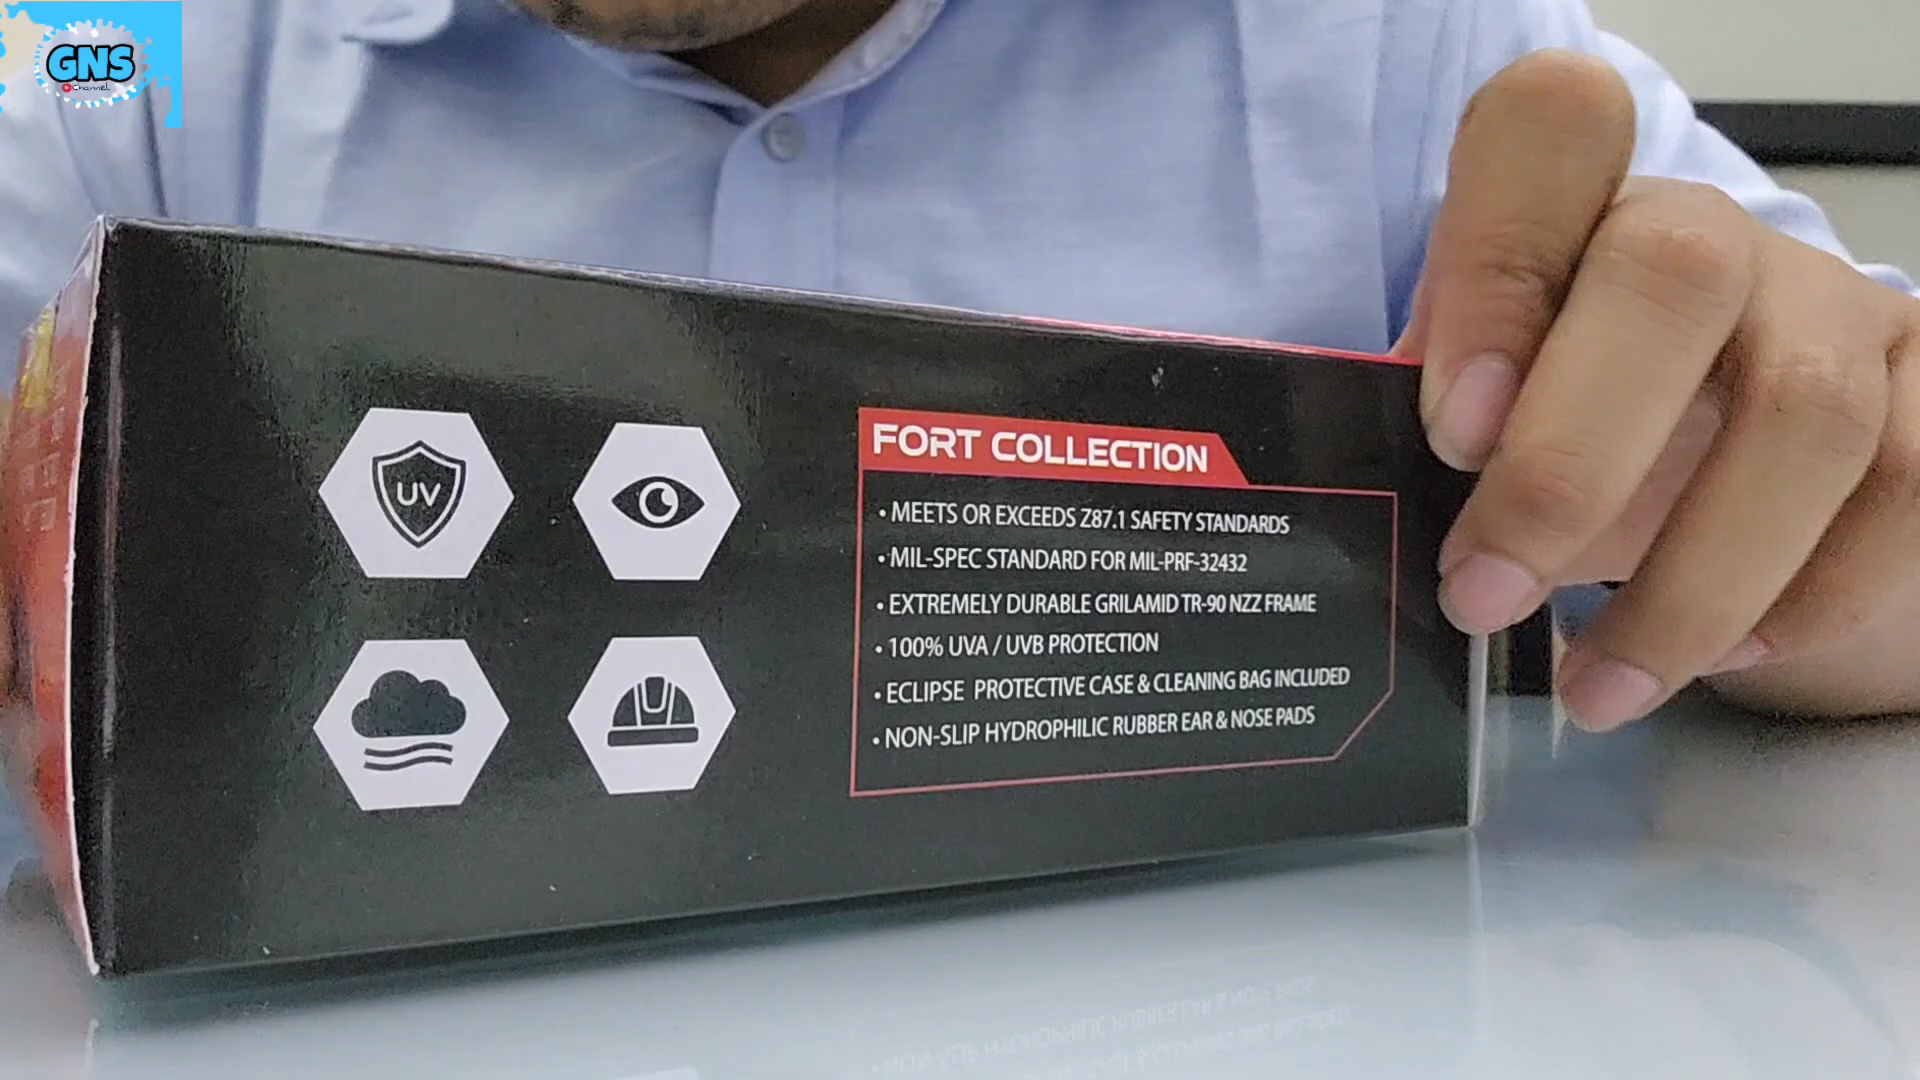 GNS
Channel
UV
FORT COLLECTION
• MEETS OR EXCEEDS Z87.1 SAFETY STANDARDS
• MIL-SPEC STANDARD FOR MIL-PRF-32432
• EXTREMELY DURABLE GRILAMID TR-90 NZZ FRAME
• 100% UVA / UVB PROTECTION
• ECLIPSE PROTECTIVE CASE & CLEANING BAG INCLUDED
• NON-SLIP HYDROPHILIC RUBBER EAR & NOSE PADS